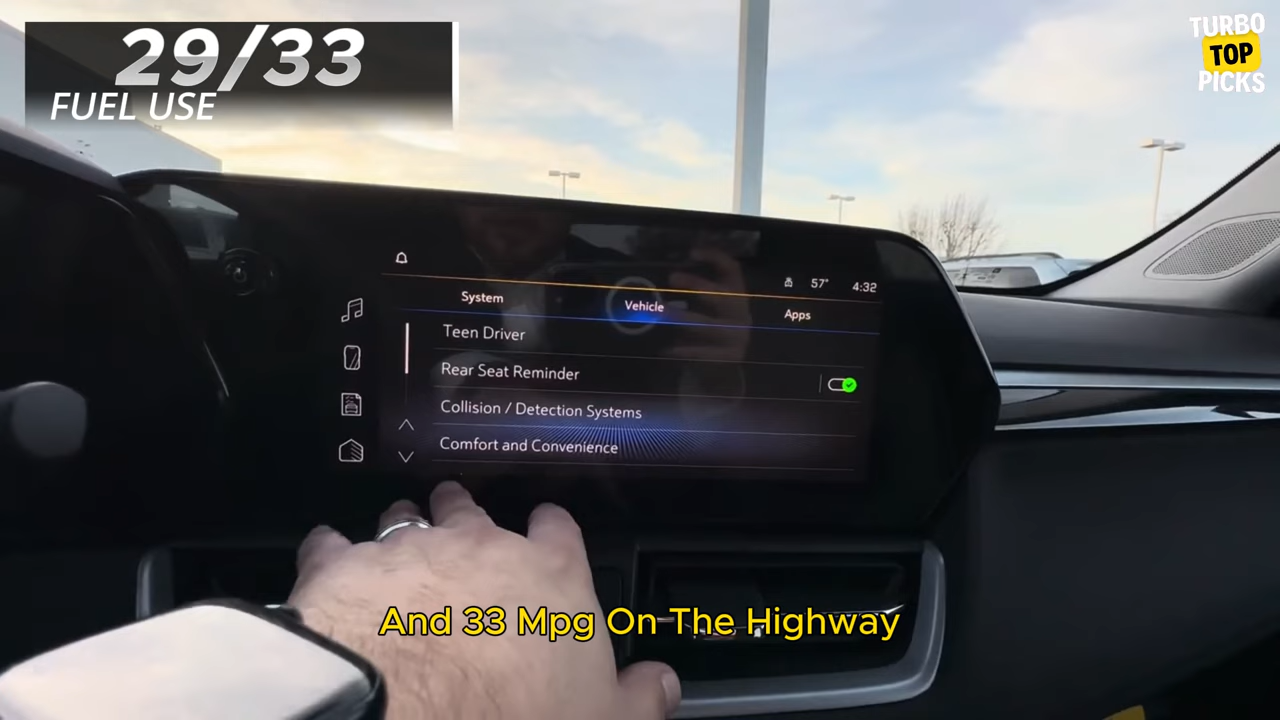 29/33
FUEL USE
TURBO
TOP
PICKS
57°
4:32
System
Vehicle
Apps
Teen Driver
Rear Seat Reminder
Collision / Detection Systems
Comfort and Convenience
And 33 Mpg On The Highway